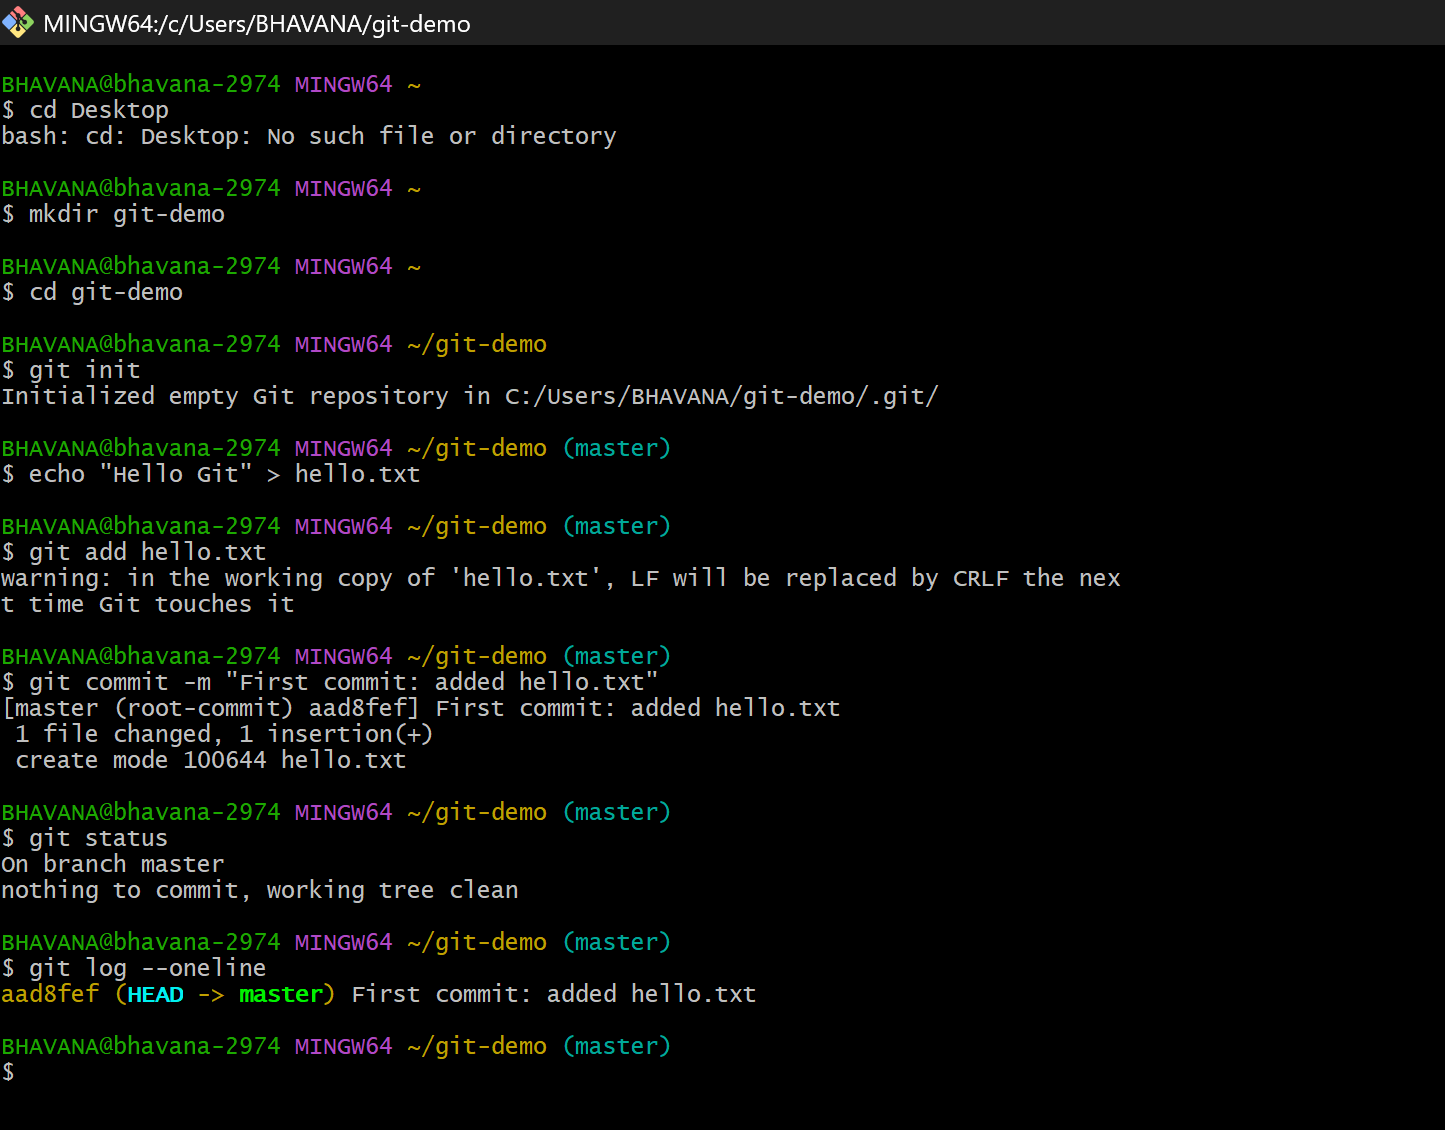 MINGW64:/c/Users/BHAVANA/git-demo
BHAVANA@bhavana-2974 MINGW64 ~
$ cd Desktop
bash: cd: Desktop: No such file or directory
BHAVANA@bhavana-2974 MINGW64 ~
$ mkdir git-demo
BHAVANA@bhavana-2974 MINGW64 ~
$ cd git-demo
BHAVANA@bhavana-2974 MINGW64 ~/git-demo
$ git init
Initialized empty Git repository in C:/Users/BHAVANA/git-demo/.git/
BHAVANA@bhavana-2974 MINGW64 ~/git-demo (master)
$ echo "Hello Git" > hello.txt
BHAVANA@bhavana-2974 MINGW64 ~/git-demo (master)
$ git add hello.txt
warning: in the working copy of 'hello.txt', LF will be replaced by CRLF the nex
t time Git touches it
BHAVANA@bhavana-2974 MINGW64 ~/git-demo (master)
$ git commit -m "First commit: added hello.txt"
[master (root-commit) aad8fef] First commit: added hello.txt
 1 file changed, 1 insertion(+)
 create mode 100644 hello.txt
BHAVANA@bhavana-2974 MINGW64 ~/git-demo (master)
$ git status
On branch master
nothing to commit, working tree clean
BHAVANA@bhavana-2974 MINGW64 ~/git-demo (master)
$ git log --oneline
aad8fef (HEAD -> master) First commit: added hello.txt
BHAVANA@bhavana-2974 MINGW64 ~/git-demo (master)
$